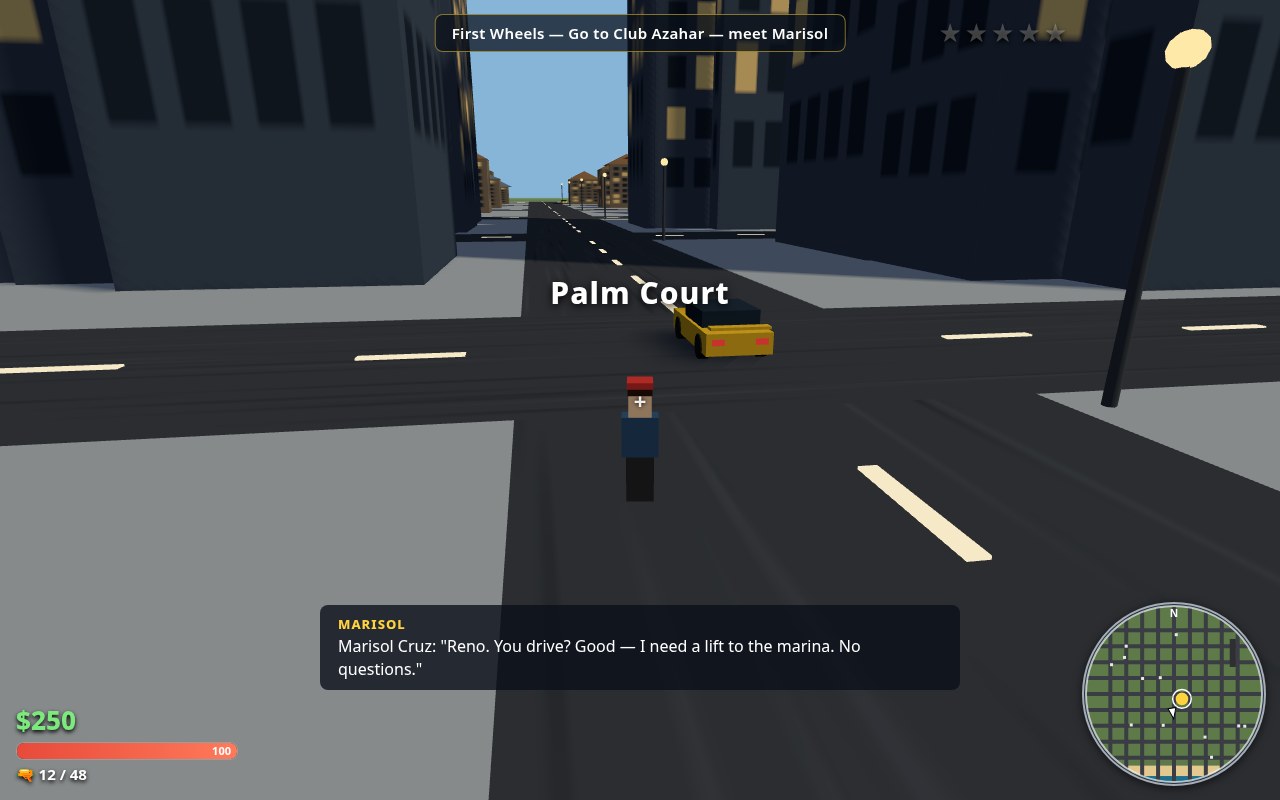 First Wheels — Go to Club Azahar — meet Marisol
Palm Court
MARISOL
Marisol Cruz: "Reno. You drive? Good — I need a lift to the marina. No
questions."
$250
100
12 / 48
N